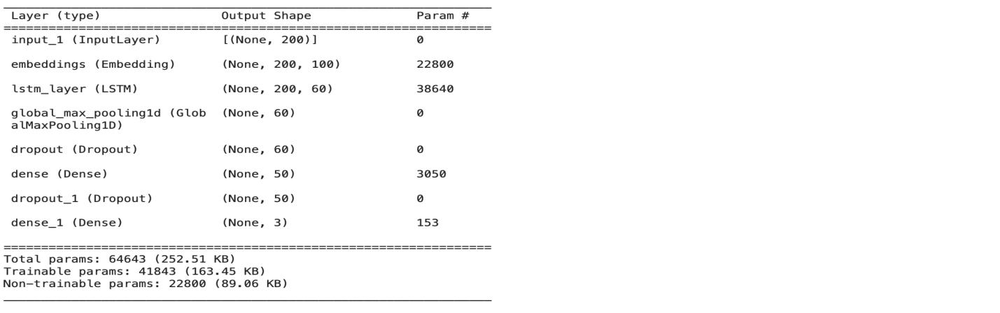 Layer (type) Output Shape Param #
input_1 (InputLayer) [(None, 200)] 0
embeddings (Embedding) (None, 200, 100) 22800
lstm_layer (LSTM) (None, 200, 60) 38640
global_max_pooling1d (Glob (None, 60) 0
alMaxPooling1D)
dropout (Dropout) (None, 60) 0
dense (Dense) (None, 50) 3050
dropout_1 (Dropout) (None, 50) 0
dense_1 (Dense) (None, 3) 153
Total params: 64643 (252.51 KB)
Trainable params: 41843 (163.45 KB)
Non-trainable params: 22800 (89.06 KB)